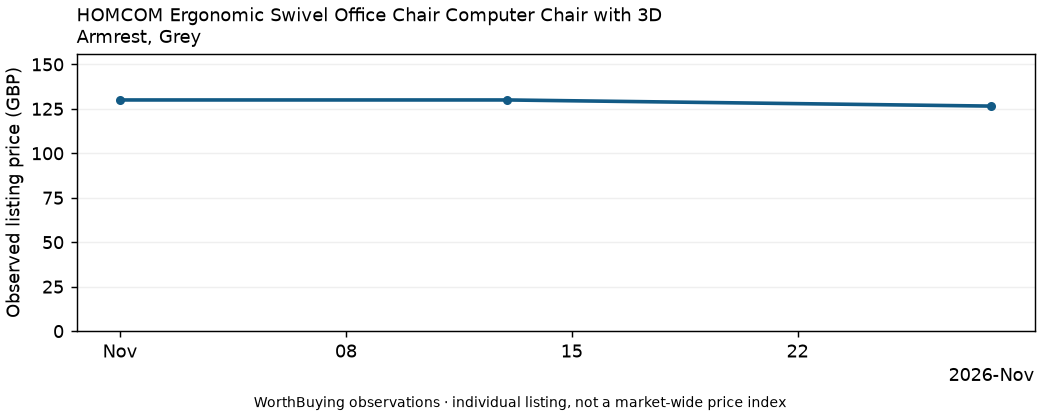 HOMCOM Ergonomic Swivel Office Chair Computer Chair with 3D
Armrest, Grey
Observed listing price (GBP)
150
125
100
75
50
25
0
Nov
08
15
22
2026-Nov
WorthBuying observations · individual listing, not a market-wide price index